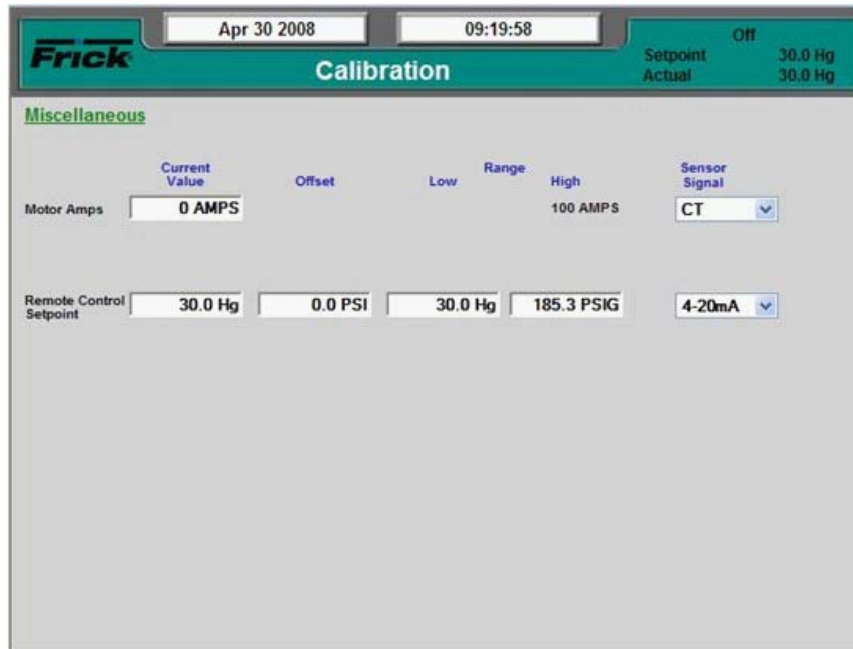 Frick
Apr 30 2008
09:19:58
Calibration
Off
Setpoint 30.0 Hg
Actual 30.0 Hg
Miscellaneous
Current Value
Offset
Range
Low
High
Sensor Signal
Motor Amps 0 AMPS 100 AMPS CT
Remote Control Setpoint 30.0 Hg 0.0 PSI 30.0 Hg 185.3 PSIG 4-20mA